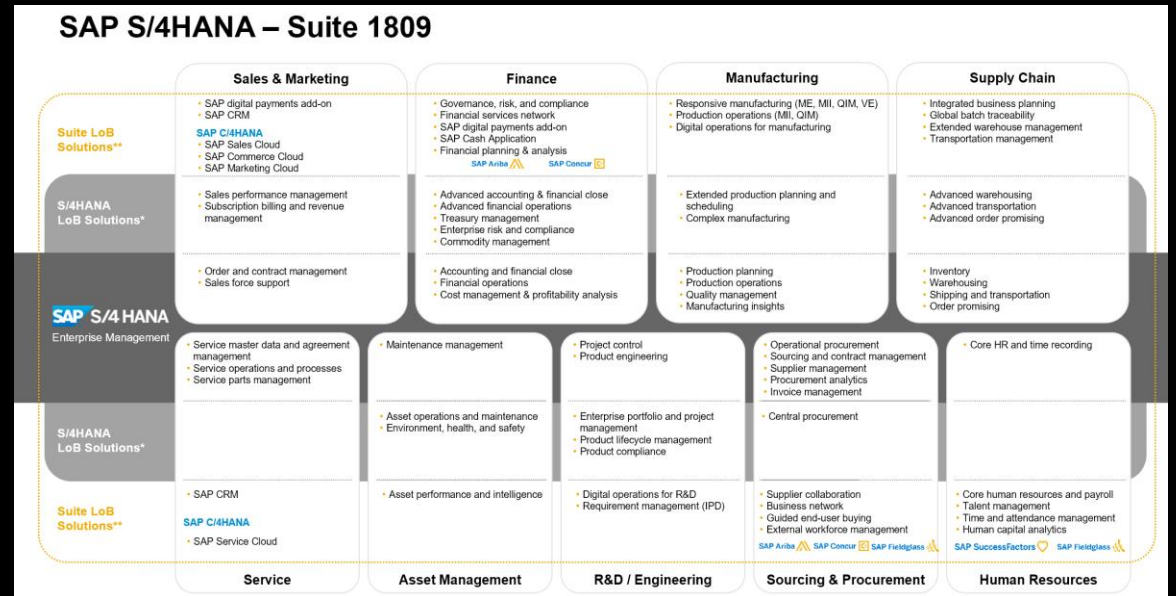 SAP S/4HANA – Suite 1809
Sales & Marketing
Finance
Manufacturing
Supply Chain
Suite LoB
Solutions**
• SAP digital payments add-on
• SAP CRM
SAP C/4HANA
• SAP Sales Cloud
• SAP Commerce Cloud
• SAP Marketing Cloud
• Governance, risk, and compliance
• Financial services network
• SAP digital payments add-on
• SAP Cash Application
• Financial planning & analysis
SAP Ariba SAP Concur C
• Responsive manufacturing (ME, MII, QIM, VE)
• Production operations (MII, QIM)
• Digital operations for manufacturing
• Integrated business planning
• Global batch traceability
• Extended warehouse management
• Transportation management
S/4HANA
LoB Solutions*
• Sales performance management
• Subscription billing and revenue
management
• Advanced accounting & financial close
• Advanced financial operations
• Treasury management
• Enterprise risk and compliance
• Commodity management
• Extended production planning and
scheduling
• Complex manufacturing
• Advanced warehousing
• Advanced transportation
• Advanced order promising
SAP S/4HANA
Enterprise Management
• Order and contract management
• Sales force support
• Accounting and financial close
• Financial operations
• Cost management & profitability analysis
• Production planning
• Production operations
• Quality management
• Manufacturing insights
• Inventory
• Warehousing
• Shipping and transportation
• Order promising
• Service master data and agreement
management
• Service operations and processes
• Service parts management
• Maintenance management
• Project control
• Product engineering
• Operational procurement
• Sourcing and contract management
• Supplier management
• Procurement analytics
• Invoice management
• Core HR and time recording
S/4HANA
LoB Solutions*
• Asset operations and maintenance
• Environment, health, and safety
• Enterprise portfolio and project
management
• Product lifecycle management
• Product compliance
• Central procurement
Suite LoB
Solutions**
• SAP CRM
SAP C/4HANA
• SAP Service Cloud
• Asset performance and intelligence
• Digital operations for R&D
• Requirement management (IPD)
• Supplier collaboration
• Business network
• Guided end-user buying
• External workforce management
SAP Ariba SAP Concur C SAP Fieldglass
• Core human resources and payroll
• Talent management
• Time and attendance management
• Human capital analytics
SAP SuccessFactors SAP Fieldglass
Service
Asset Management
R&D / Engineering
Sourcing & Procurement
Human Resources